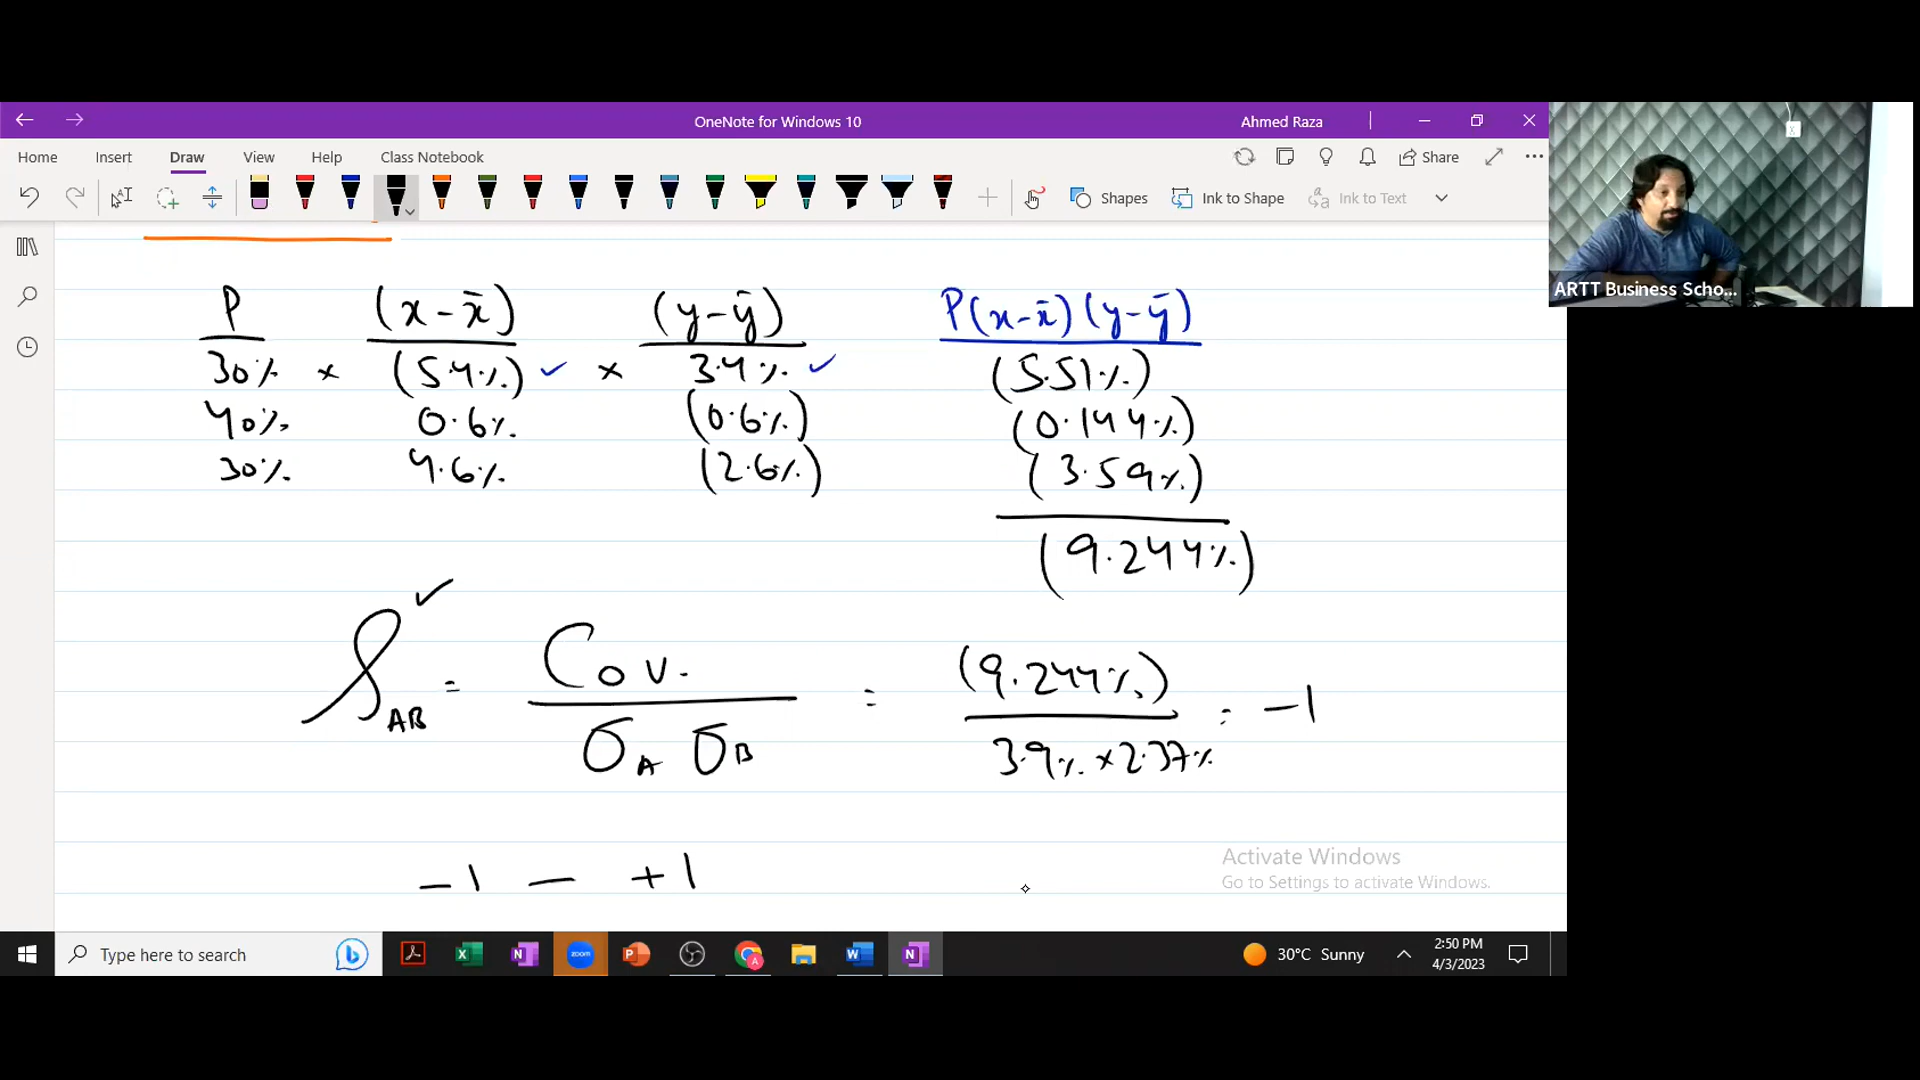 OneNote for Windows 10
Ahmed Raza
Home Insert Draw View Help Class Notebook
Share
Shapes Ink to Shape Ink to Text
ARTT Business Scho...
P (x-x̄) (y-ȳ) P(x-x̄)(y-ȳ)
30% × (5.4%) ✓ × 3.4% ✓ (5.51%)
40% 0.6% (0.6%) (0.144%)
30% 4.6% (2.6%) (3.59%)
(9.244%)
ρAB = Cov. / σA σB = (9.244%) / 3.9% × 2.37% = -1
-1 - +1
Activate Windows
Go to Settings to activate Windows.
Type here to search
zoom
30°C Sunny
2:50 PM
4/3/2023